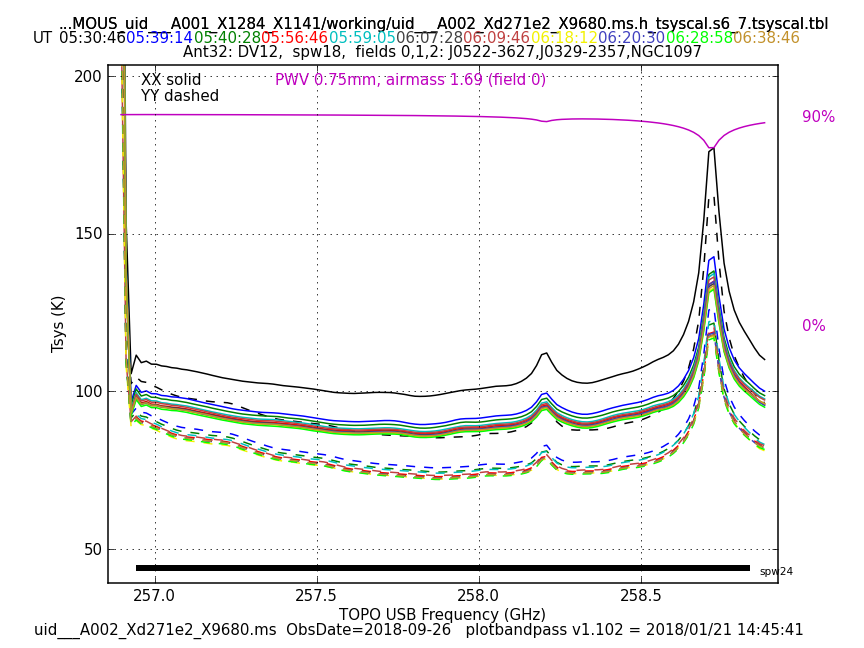 ...MOUS_uid___A001_X1284_X1141/working/uid___A002_Xd271e2_X9680.ms.h_tsyscal.s6_7.tsyscal.tbl
UT 05:30:46 05:39:14 05:40:28 05:56:46 05:59:05 06:07:28 06:09:46 06:18:12 06:20:30 06:28:58 06:38:46
Ant32: DV12,  spw18,  fields 0,1,2: J0522-3627,J0329-2357,NGC1097
XX solid
PWV 0.75mm, airmass 1.69 (field 0)
YY dashed
200
150
100
50
Tsys (K)
90%
0%
spw24
257.0 257.5 258.0 258.5
TOPO USB Frequency (GHz)
uid___A002_Xd271e2_X9680.ms  ObsDate=2018-09-26   plotbandpass v1.102 = 2018/01/21 14:45:41